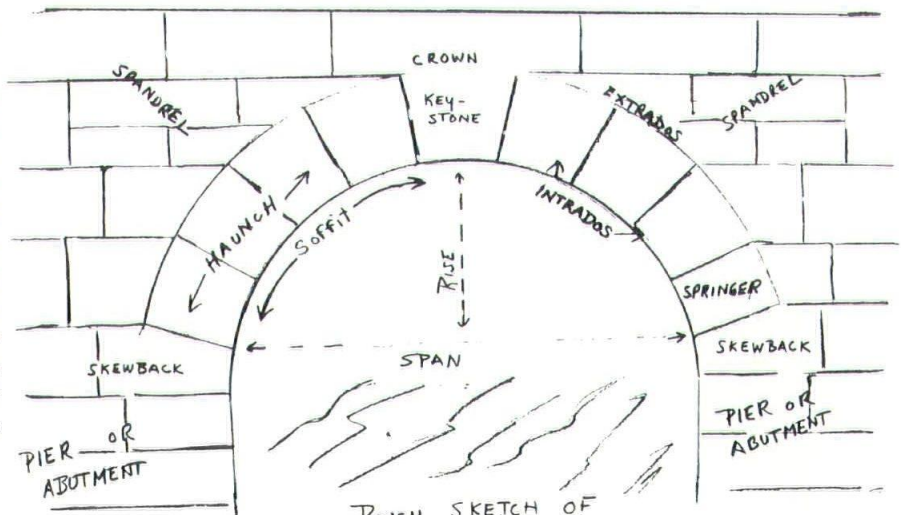 CROWN
KEY-
STONE
SPANDREL
EXTRADOS
SPANDREL
HAUNCH
Soffit
INTRADOS
RISE
SPRINGER
SPAN
SKEWBACK
SKEWBACK
PIER OR
ABUTMENT
PIER OR
ABUTMENT
ROUGH SKETCH OF